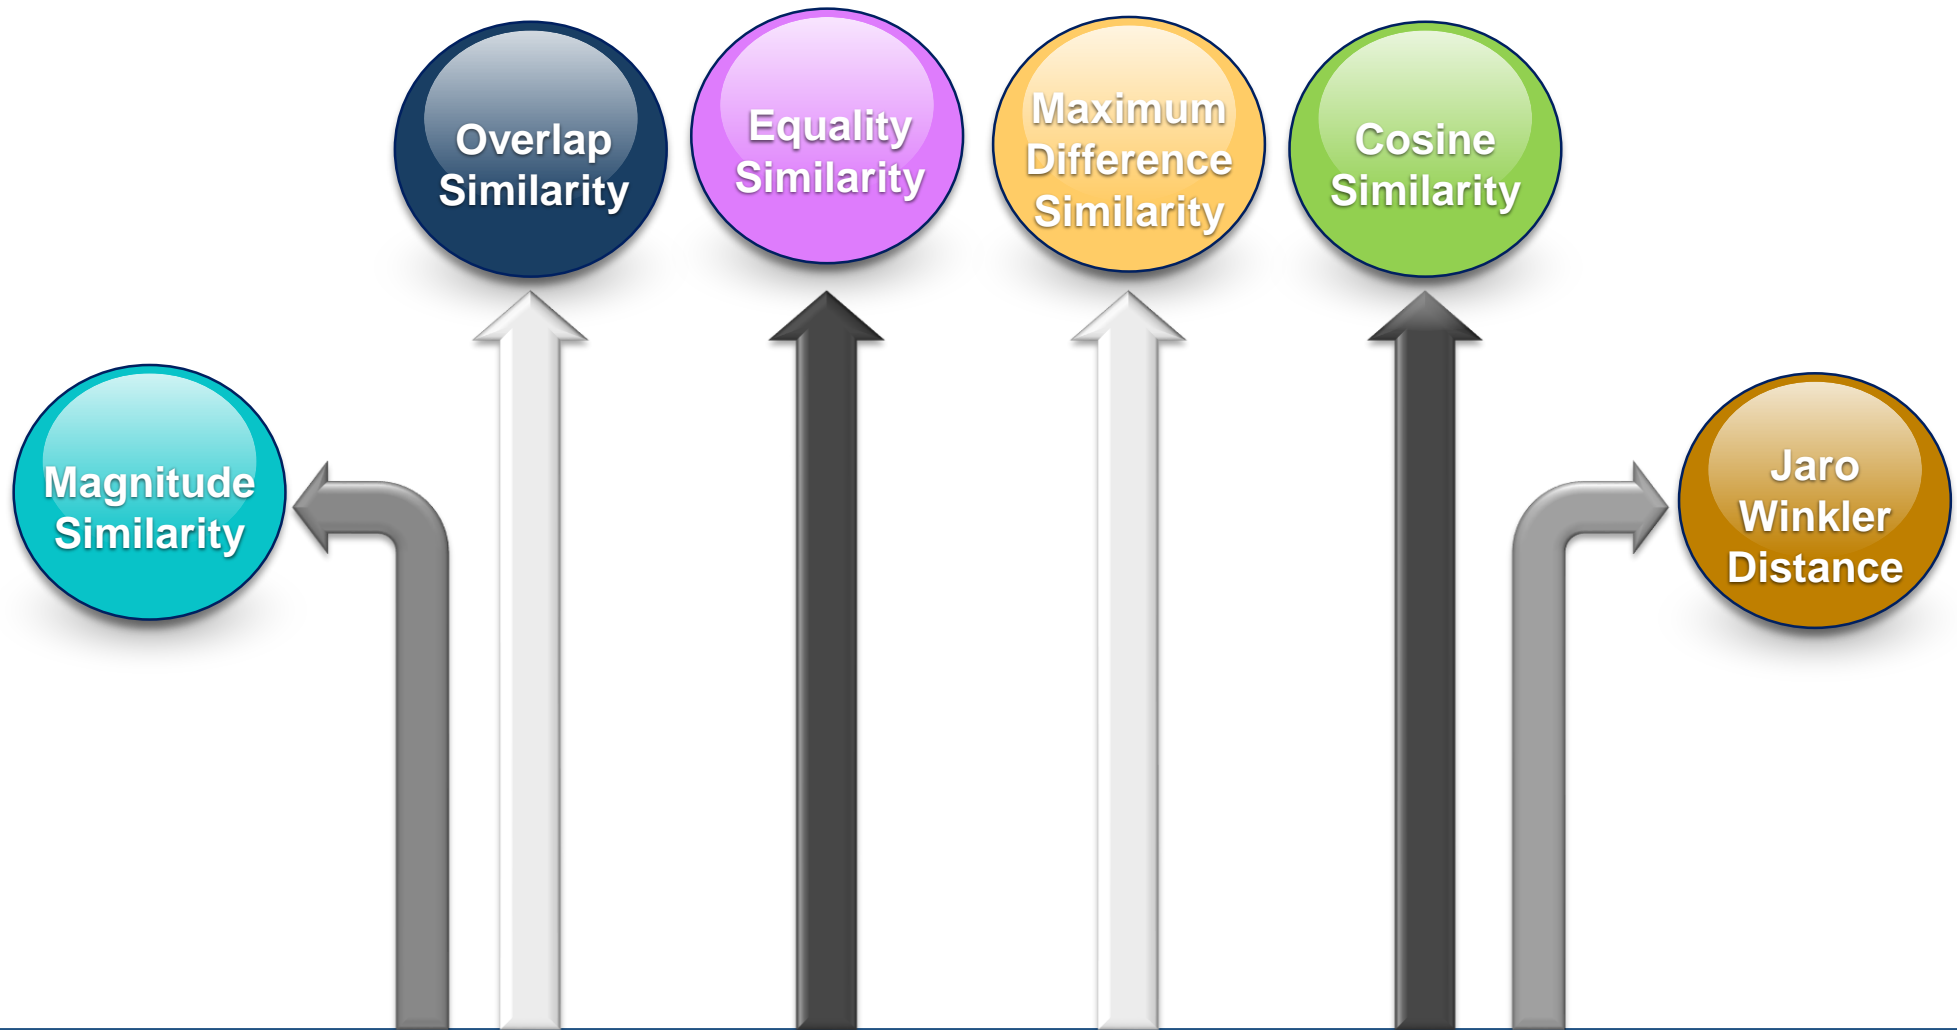 Overlap
Similarity
Equality
Similarity
Maximum
Difference
Similarity
Cosine
Similarity
Magnitude
Similarity
Jaro
Winkler
Distance